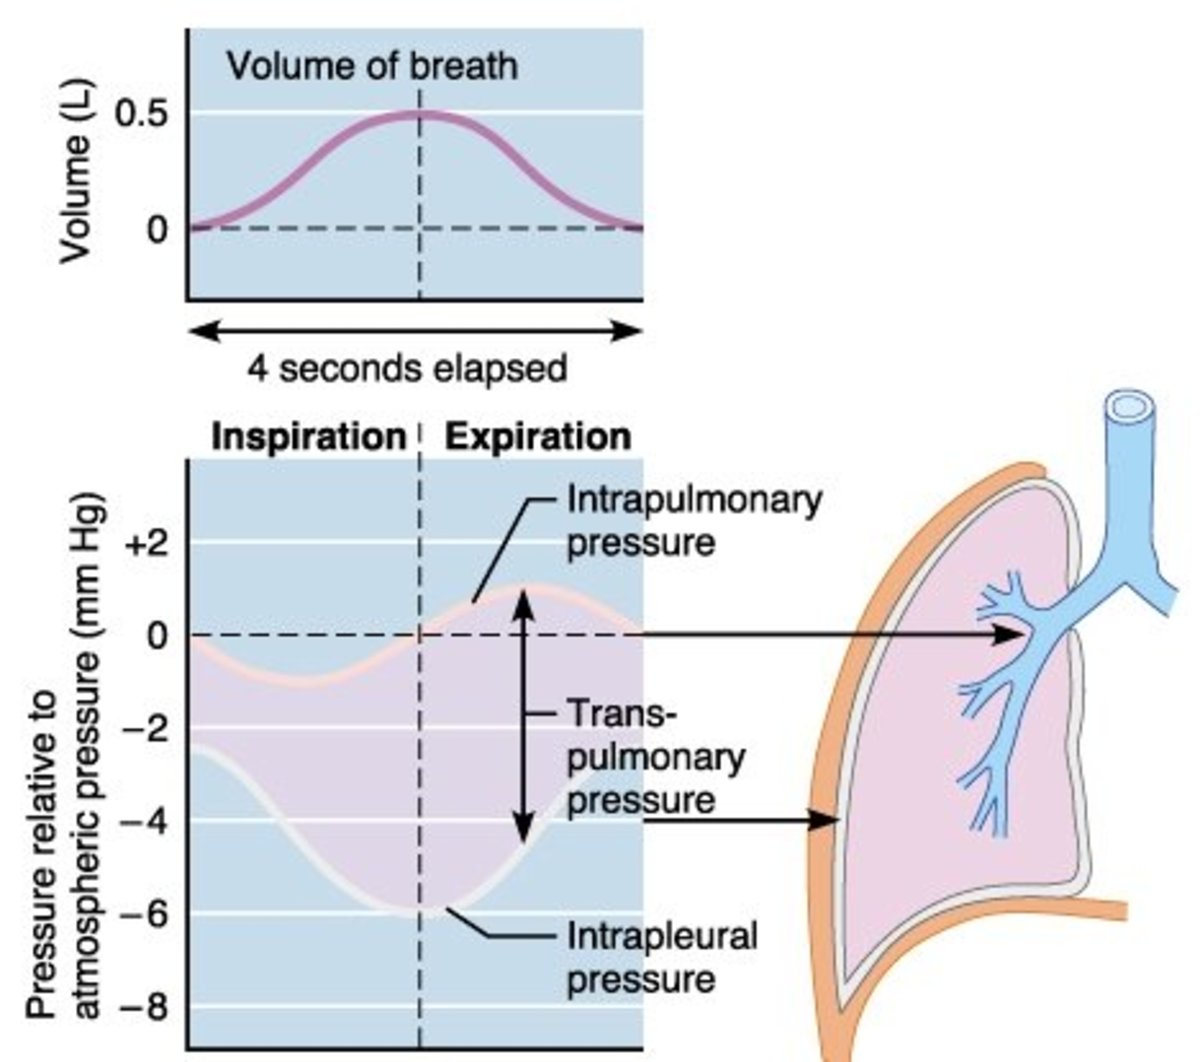 Volume of breath
Volume (L)
0.5
0
4 seconds elapsed
Inspiration
Expiration
Pressure relative to
atmospheric pressure (mm Hg)
+2
0
−2
−4
−6
−8
Intrapulmonary
pressure
Trans-
pulmonary
pressure
Intrapleural
pressure